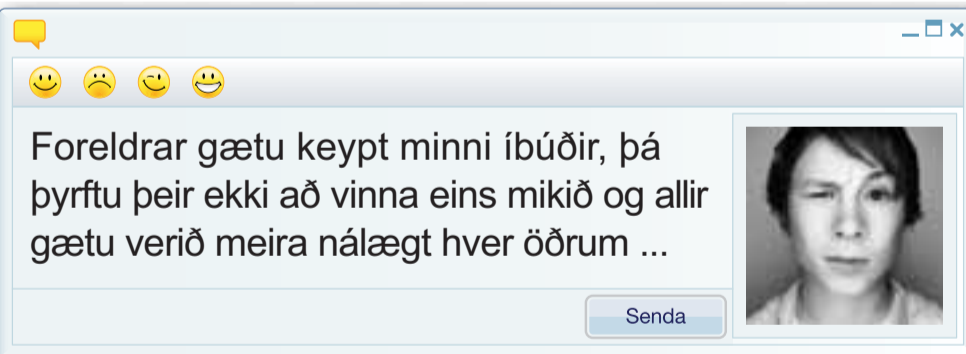 Foreldrar gætu keypt minni íbúðir, þá
þyrftu þeir ekki að vinna eins mikið og allir
gætu verið meira nálægt hver öðrum ...
Senda